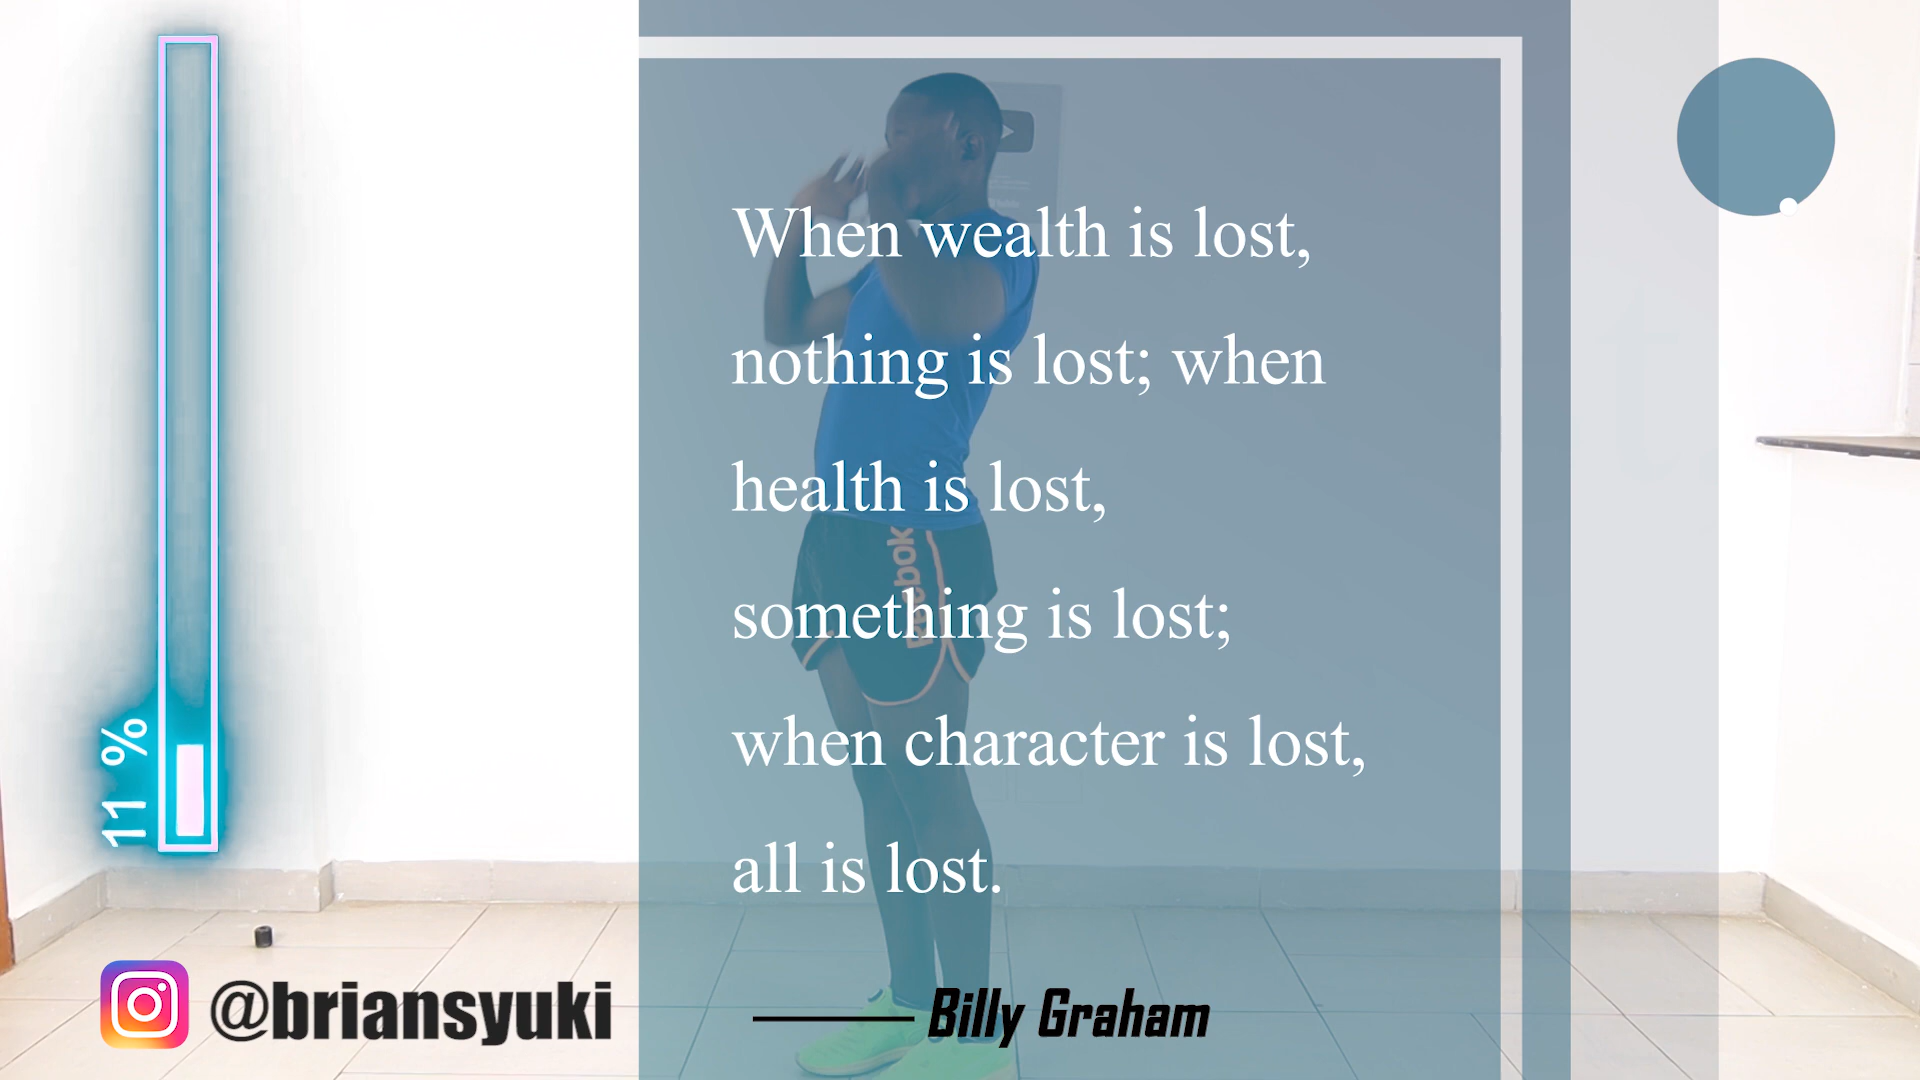 When wealth is lost,
nothing is lost; when
health is lost,
something is lost;
when character is lost,
all is lost.
Billy Graham
11 %
@briansyuki
Reebok